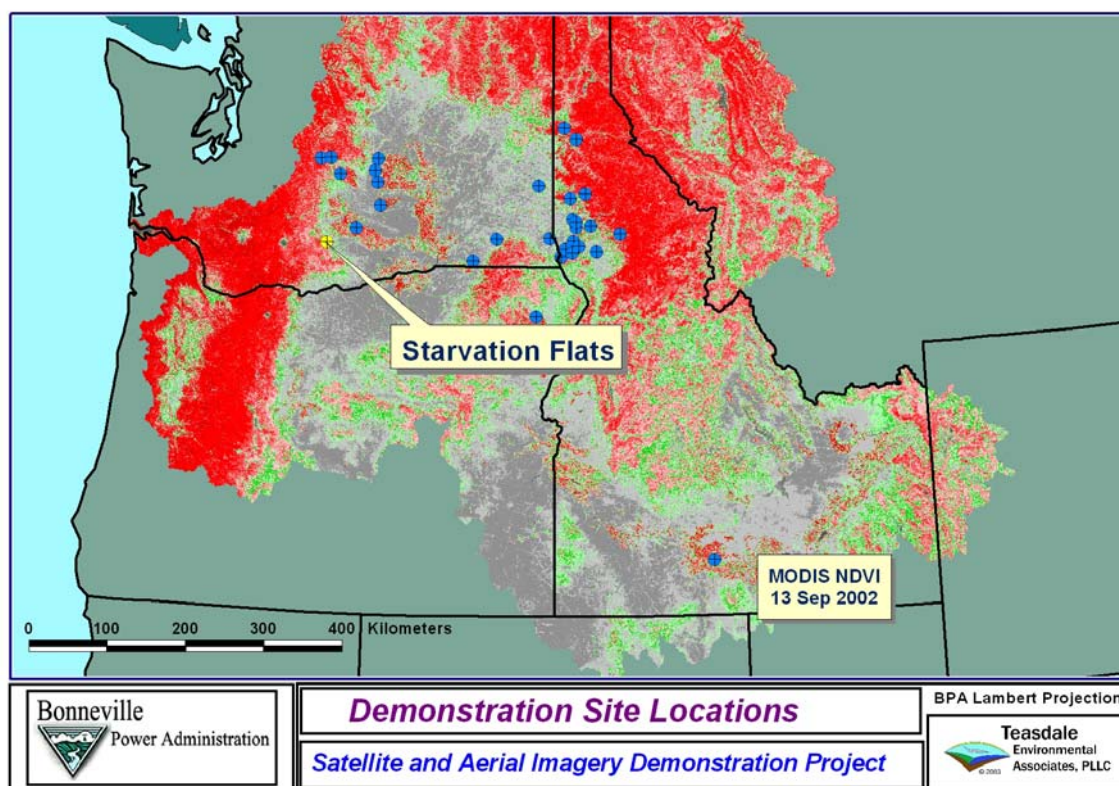 Starvation Flats
MODIS NDVI
13 Sep 2002
0 100 200 300 400 Kilometers
Bonneville
Power Administration
Demonstration Site Locations
Satellite and Aerial Imagery Demonstration Project
BPA Lambert Projection
Teasdale
Environmental
Associates, PLLC
© 2003